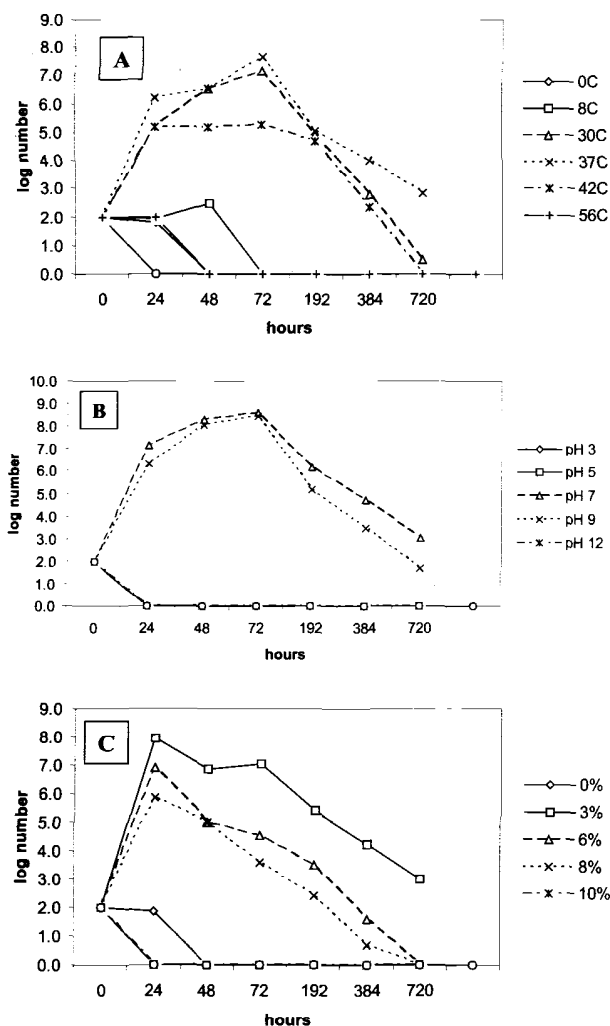 A
9.0
8.0
7.0
6.0
5.0
4.0
3.0
2.0
1.0
0.0
log number
0 24 48 72 192 384 720
hours
0C
8C
30C
37C
42C
56C
B
10.0
9.0
8.0
7.0
6.0
5.0
4.0
3.0
2.0
1.0
0.0
log number
0 24 48 72 192 384 720
hours
pH 3
pH 5
pH 7
pH 9
pH 12
C
9.0
8.0
7.0
6.0
5.0
4.0
3.0
2.0
1.0
0.0
log number
0 24 48 72 192 384 720
hours
0%
3%
6%
8%
10%